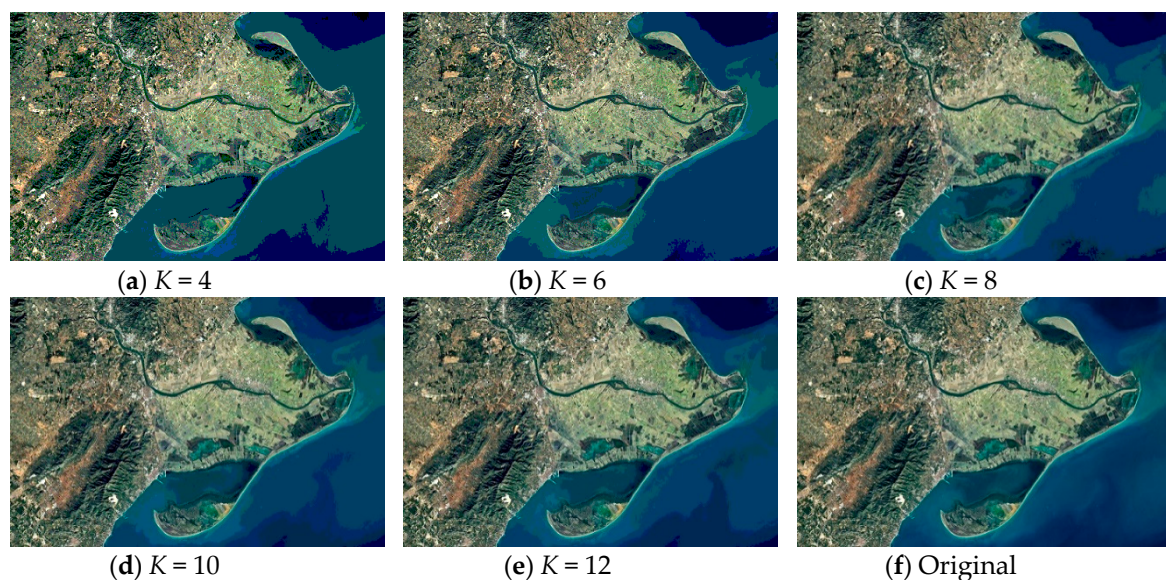 (a) K = 4
(b) K = 6
(c) K = 8
(d) K = 10
(e) K = 12
(f) Original